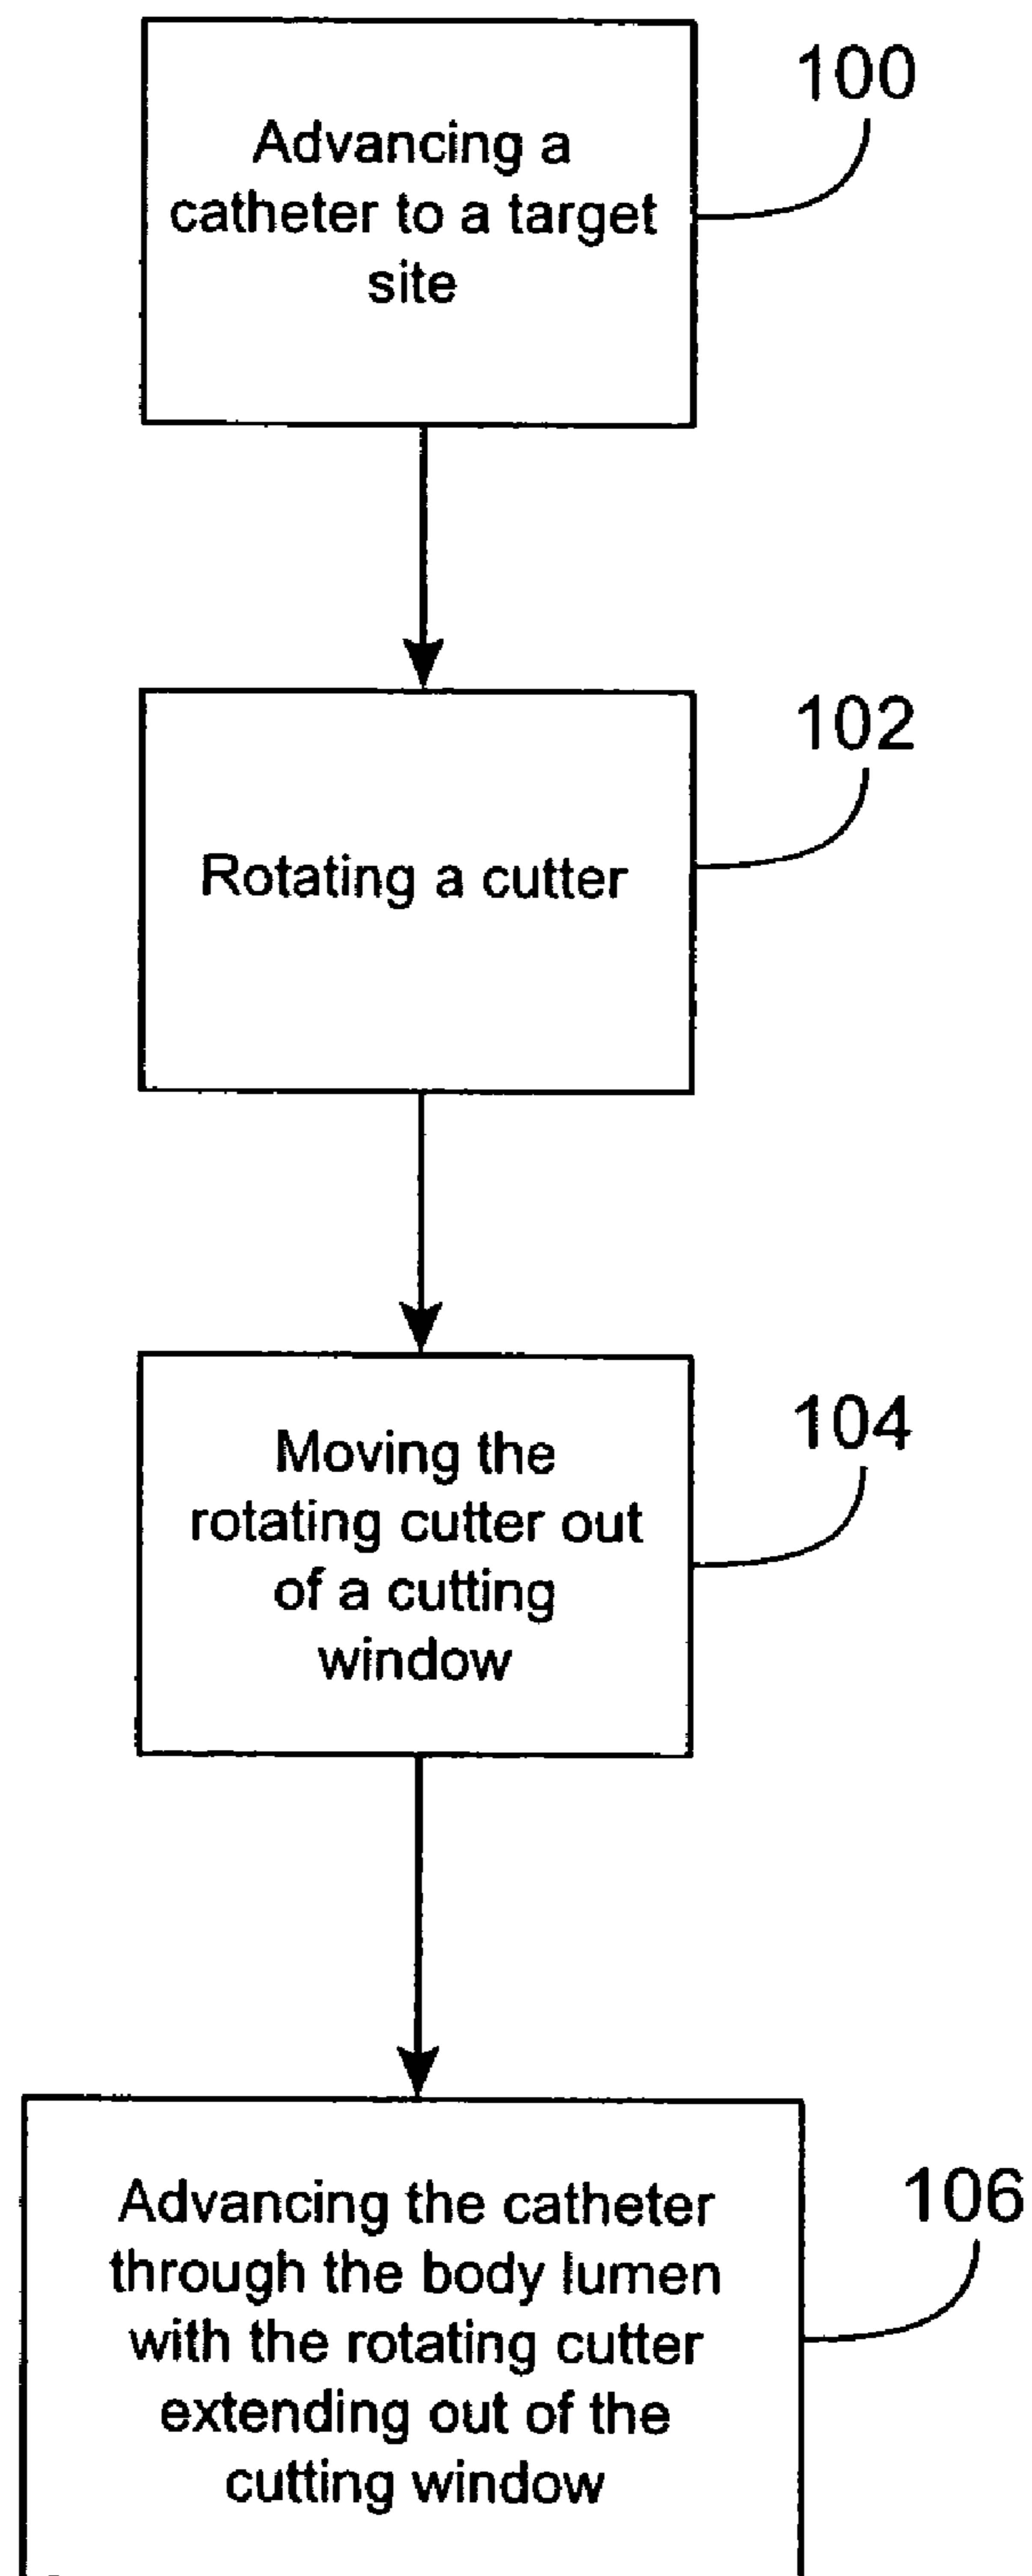 100
Advancing a
catheter to a target
site
102
Rotating a cutter
104
Moving the
rotating cutter out
of a cutting
window
106
Advancing the catheter
through the body lumen
with the rotating cutter
extending out of the
cutting window